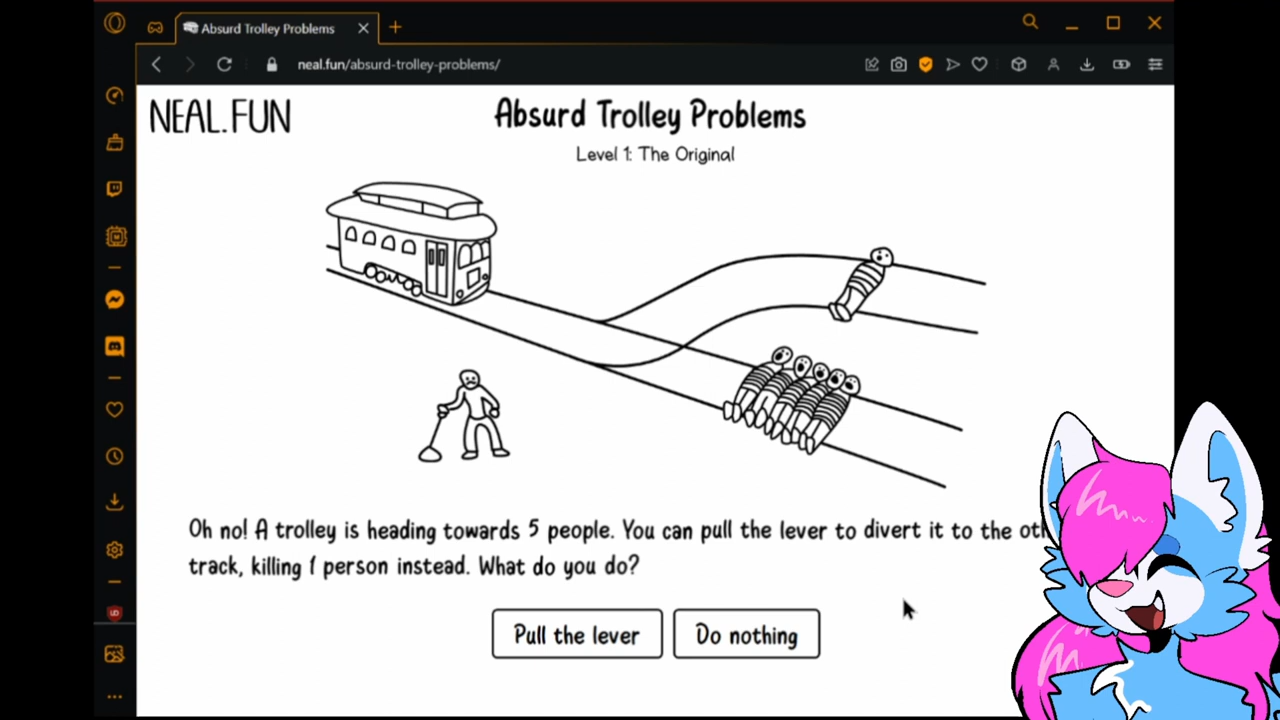 Absurd Trolley Problems
neal.fun/absurd-trolley-problems/
NEAL.FUN
Absurd Trolley Problems
Level 1: The Original
Oh no! A trolley is heading towards 5 people. You can pull the lever to divert it to the
track, killing 1 person instead. What do you do?
Pull the lever
Do nothing